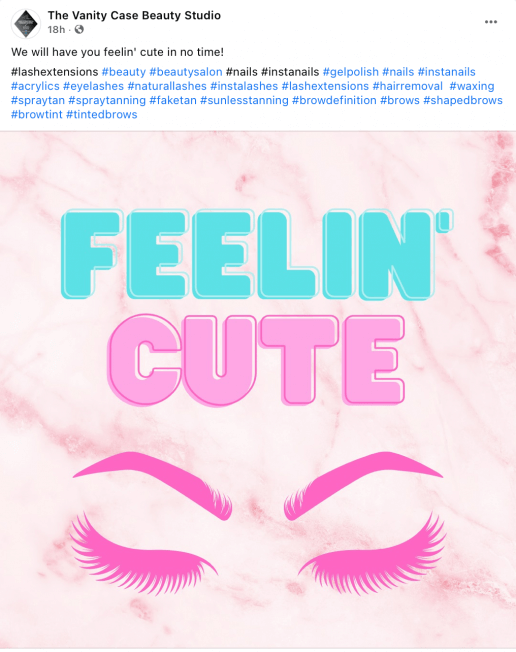 The Vanity Case Beauty Studio
18h ·
We will have you feelin' cute in no time!
#lashextensions #beauty #beautysalon #nails #instanails #gelpolish #nails #instanails
#acrylics #eyelashes #naturallashes #instalashes #lashextensions #hairremoval #waxing
#spraytan #spraytanning #faketan #sunlesstanning #browdefinition #brows #shapedbrows
#browtint #tintedbrows
FEELIN'
CUTE